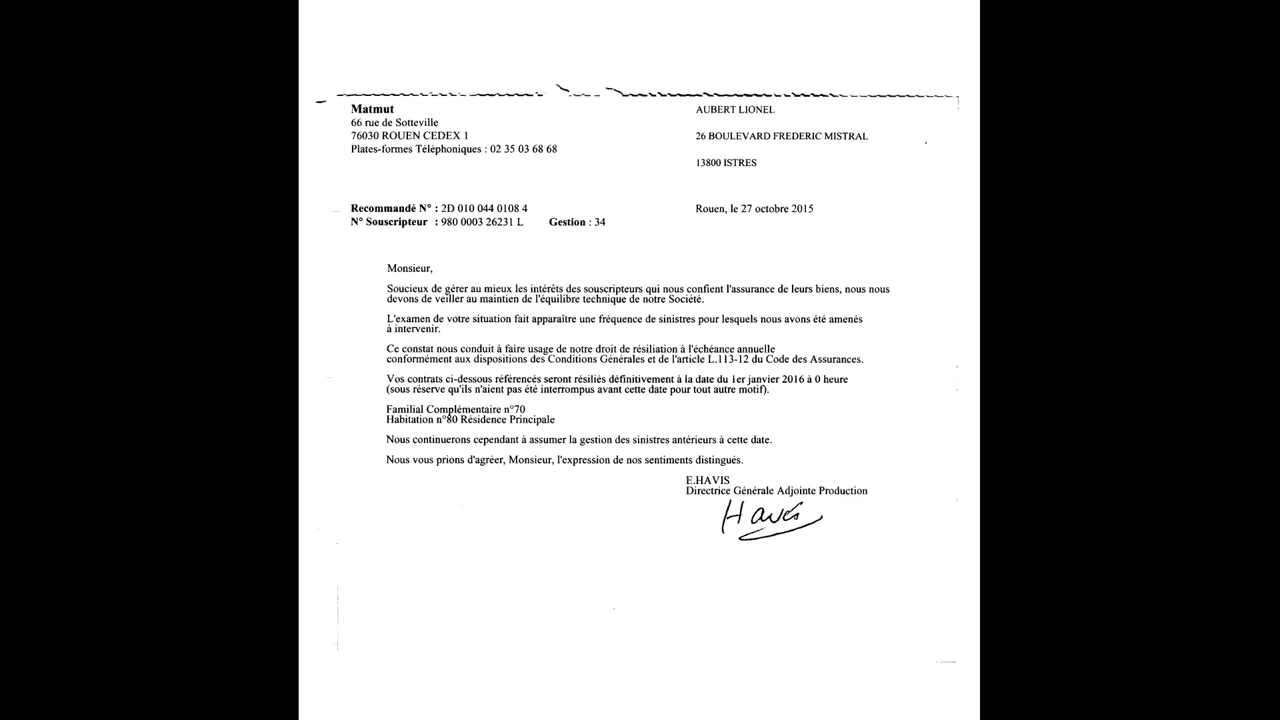 Matmut
66 rue de Sotteville
76030 ROUEN CEDEX 1
Plates-formes Téléphoniques : 02 35 03 68 68
AUBERT LIONEL
26 BOULEVARD FREDERIC MISTRAL
13800 ISTRES
Recommandé N° : 2D 010 044 0108 4
N° Souscripteur : 980 0003 26231 L Gestion : 34
Rouen, le 27 octobre 2015
Monsieur,
Soucieux de gérer au mieux les intérêts des souscripteurs qui nous confient l'assurance de leurs biens, nous nous
devons de veiller au maintien de l'équilibre technique de notre Société.
L'examen de votre situation fait apparaître une fréquence de sinistres pour lesquels nous avons été amenés
à intervenir.
Ce constat nous conduit à faire usage de notre droit de résiliation à l'échéance annuelle
conformément aux dispositions des Conditions Générales et de l'article L.113-12 du Code des Assurances.
Vos contrats ci-dessous référencés seront résiliés définitivement à la date du 1er janvier 2016 à 0 heure
(sous réserve qu'ils n'aient pas été interrompus avant cette date pour tout autre motif).
Familial Complémentaire n°70
Habitation n°80 Résidence Principale
Nous continuerons cependant à assumer la gestion des sinistres antérieurs à cette date.
Nous vous prions d'agréer, Monsieur, l'expression de nos sentiments distingués.
E.HAVIS
Directrice Générale Adjointe Production
Havis